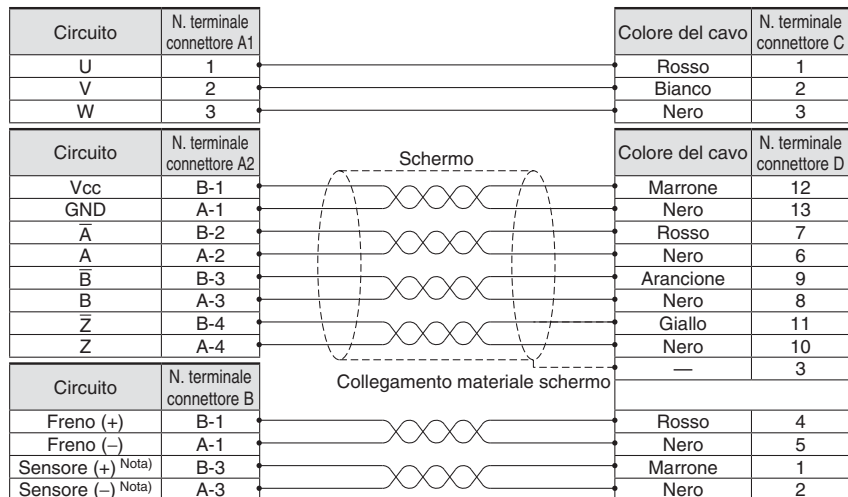 Circuito N. terminale connettore A1 Colore del cavo N. terminale connettore C
U 1 Rosso 1
V 2 Bianco 2
W 3 Nero 3
Circuito N. terminale connettore A2 Schermo Colore del cavo N. terminale connettore D
Vcc B-1 Marrone 12
GND A-1 Nero 13
A̅ B-2 Rosso 7
A A-2 Nero 6
B̅ B-3 Arancione 9
B A-3 Nero 8
Z̅ B-4 Giallo 11
Z A-4 Nero 10
— 3
Circuito N. terminale connettore B Collegamento materiale schermo
Freno (+) B-1 Rosso 4
Freno (−) A-1 Nero 5
Sensore (+) Nota) B-3 Marrone 1
Sensore (−) Nota) A-3 Nero 2